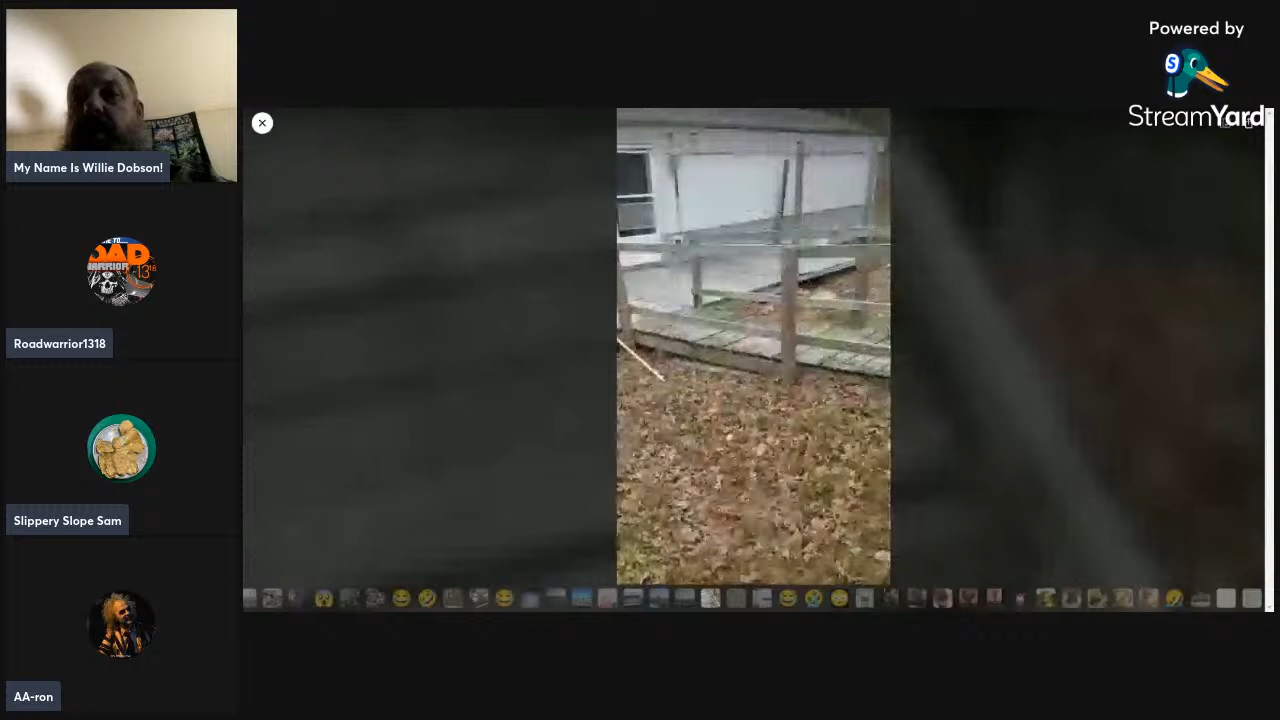 My Name Is Willie Dobson!
Roadwarrior1318
Slippery Slope Sam
AA-ron
Powered by
StreamYard